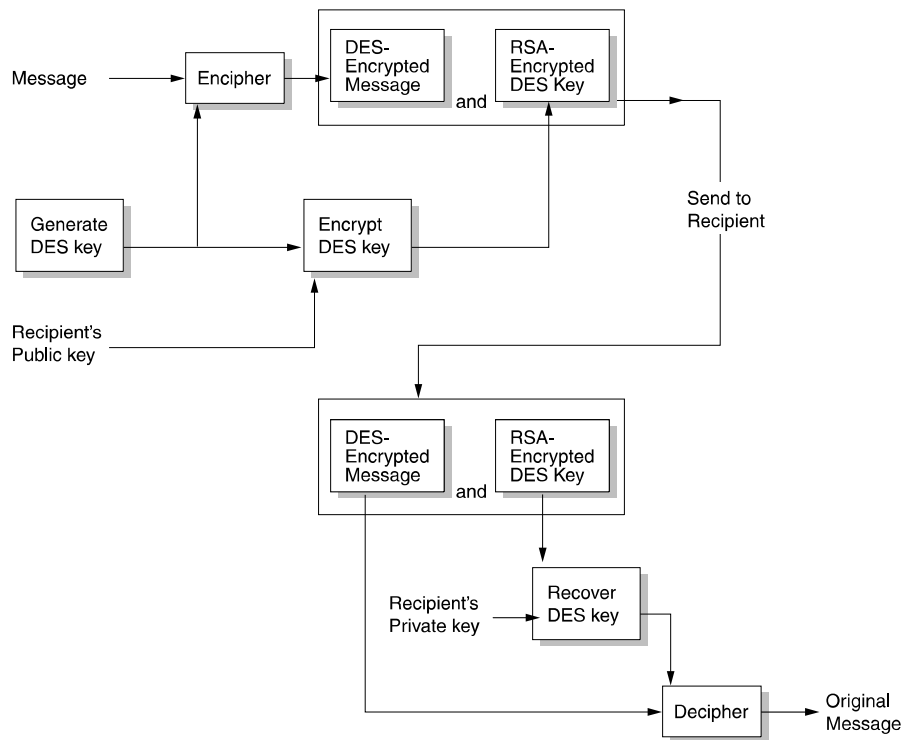 DES-
Encrypted
Message
and
RSA-
Encrypted
DES Key
Message
Encipher
Send to
Recipient
Generate
DES key
Encrypt
DES key
Recipient's
Public key
DES-
Encrypted
Message
and
RSA-
Encrypted
DES Key
Recipient's
Private key
Recover
DES key
Decipher
Original
Message